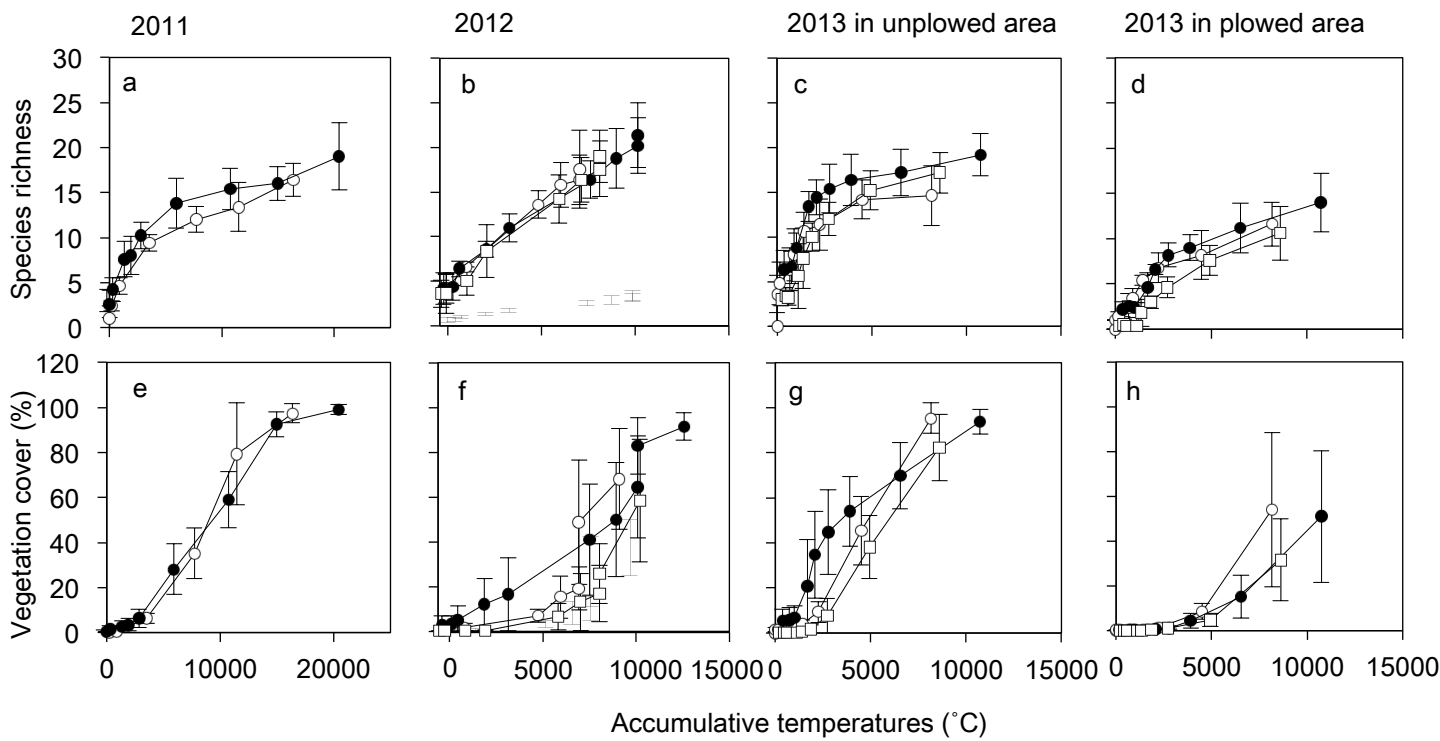 2011 2012 2013 in unplowed area 2013 in plowed area
Species richness
30
25
20
15
10
5
0
a b c d
Vegetation cover (%)
120
100
80
60
40
20
0
e f g h
0 10000 20000 0 5000 10000 15000 0 5000 10000 15000 0 5000 10000 15000
Accumulative temperatures (˚C)